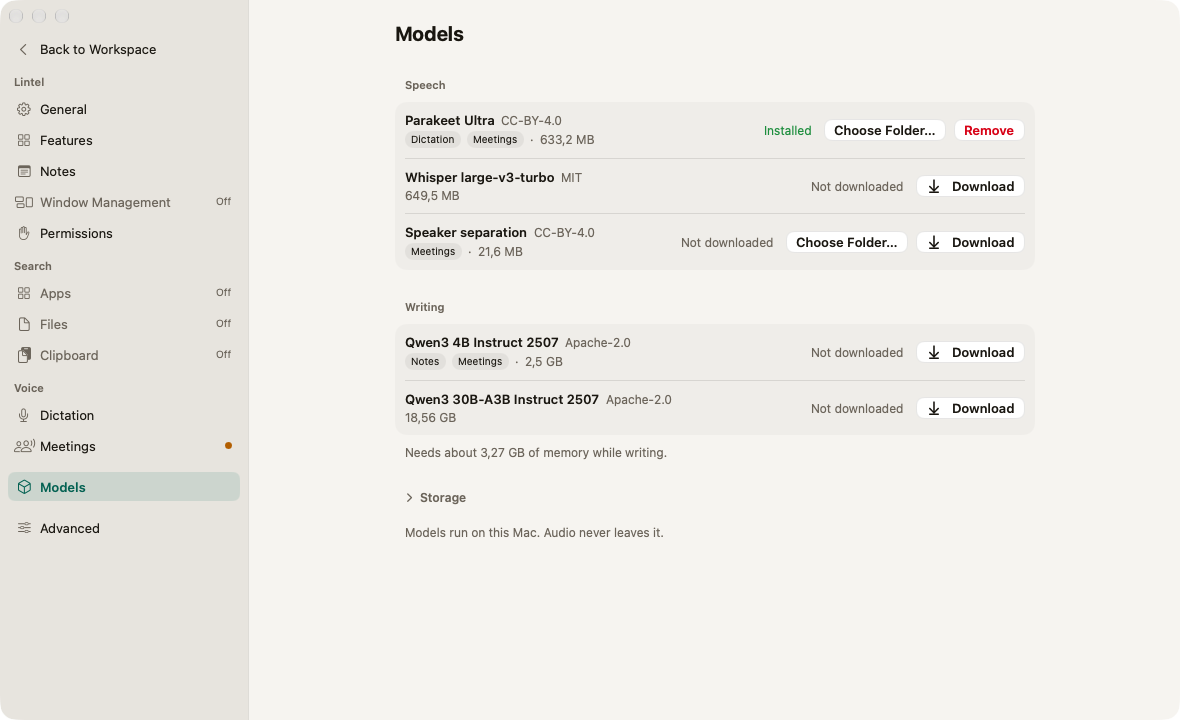 Back to Workspace
Lintel
General
Features
Notes
Window Management Off
Permissions
Search
Apps Off
Files Off
Clipboard Off
Voice
Dictation
Meetings
Models
Advanced
Models
Speech
Parakeet Ultra CC-BY-4.0
Dictation Meetings · 633,2 MB
Installed Choose Folder... Remove
Whisper large-v3-turbo MIT
649,5 MB
Not downloaded Download
Speaker separation CC-BY-4.0
Meetings · 21,6 MB
Not downloaded Choose Folder... Download
Writing
Qwen3 4B Instruct 2507 Apache-2.0
Notes Meetings · 2,5 GB
Not downloaded Download
Qwen3 30B-A3B Instruct 2507 Apache-2.0
18,56 GB
Not downloaded Download
Needs about 3,27 GB of memory while writing.
Storage
Models run on this Mac. Audio never leaves it.